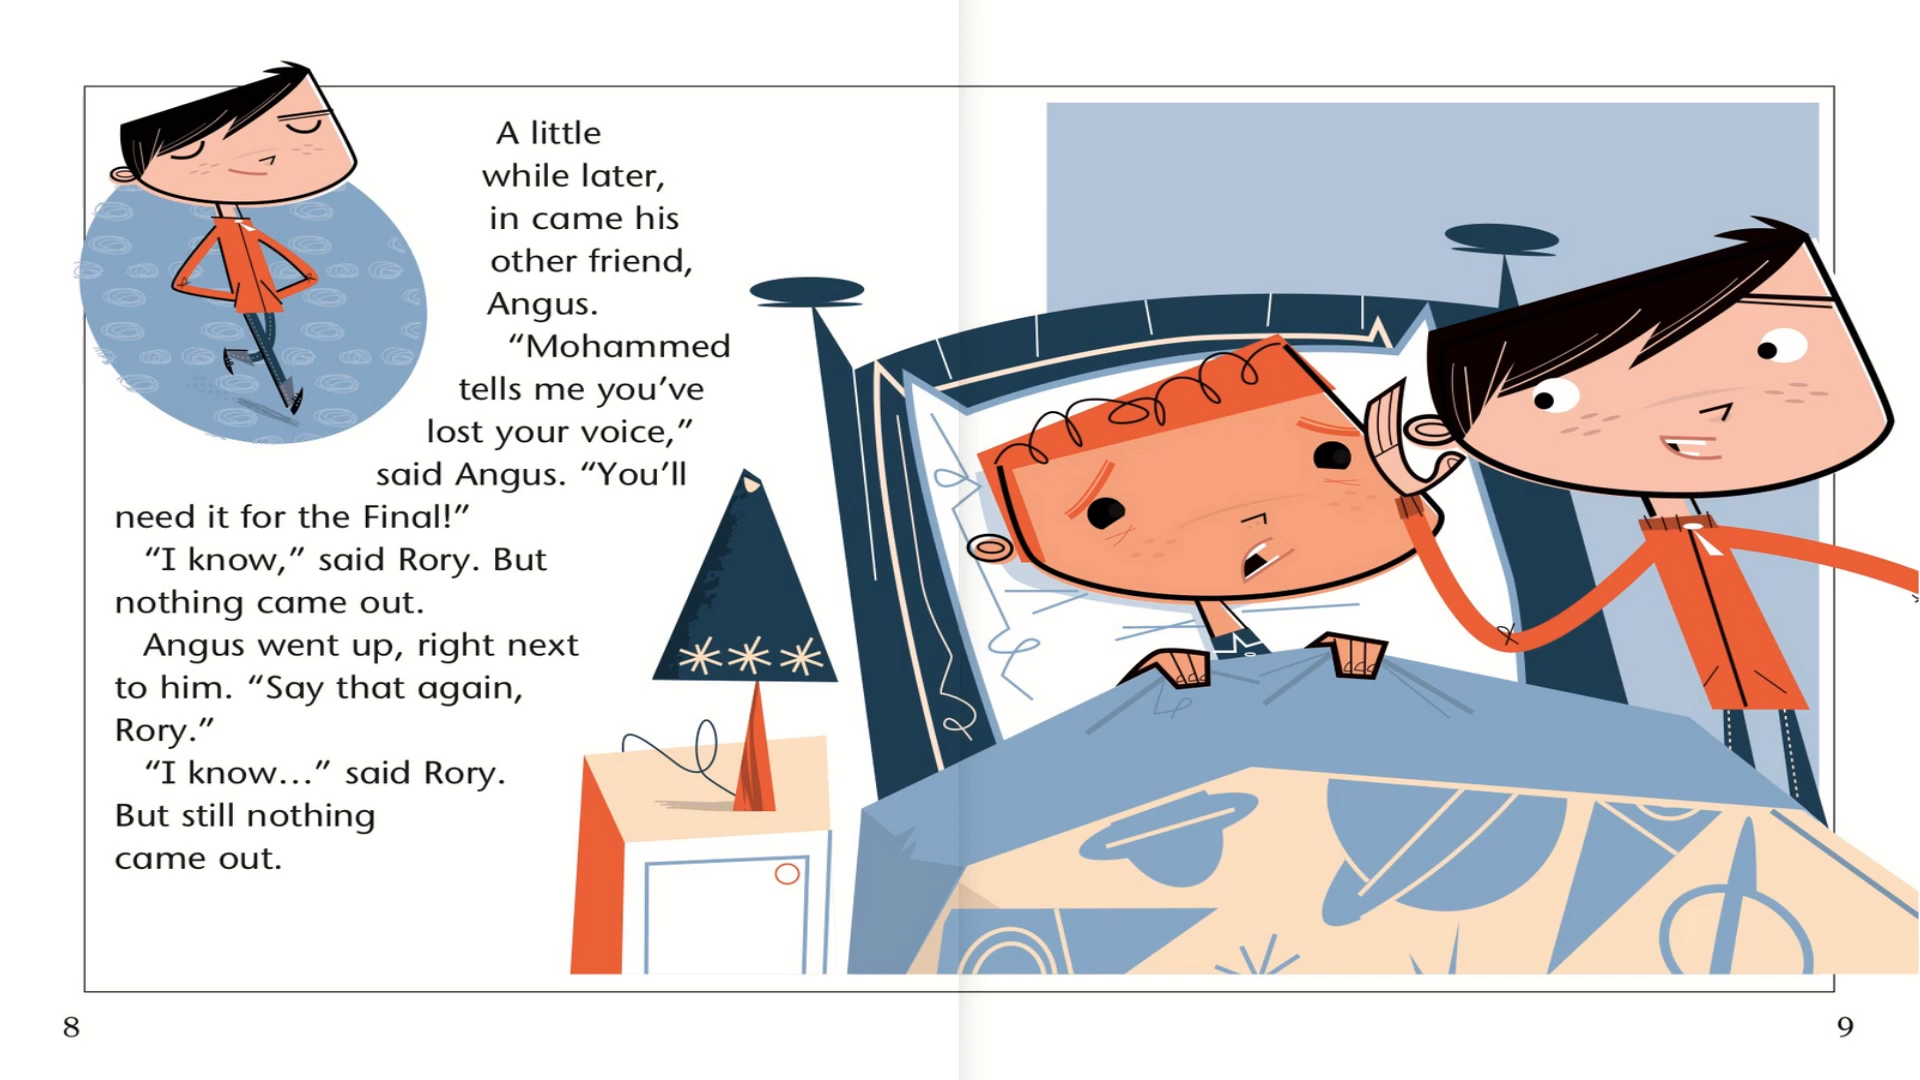 A little
while later,
in came his
other friend,
Angus.
“Mohammed
tells me you’ve
lost your voice,”
said Angus. “You’ll
need it for the Final!”
“I know,” said Rory. But
nothing came out.
Angus went up, right next
to him. “Say that again,
Rory.”
“I know...” said Rory.
But still nothing
came out.
8
9